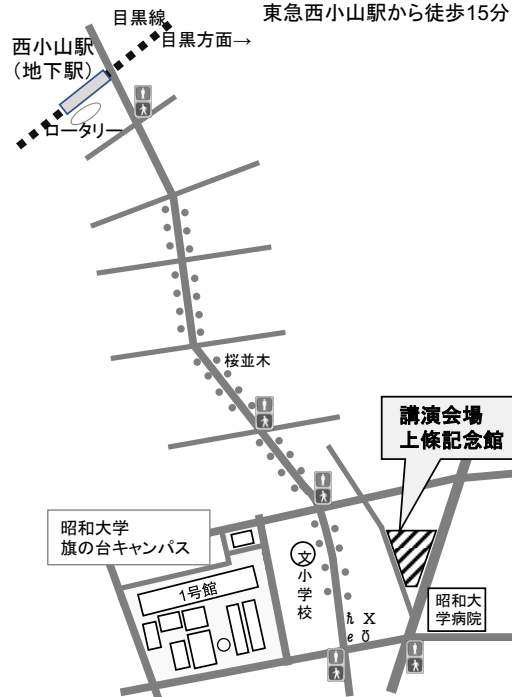 東急西小山駅から徒歩15分
目黒線
目黒方面→
西小山駅
（地下駅）
ロータリー
桜並木
講演会場
上條記念館
昭和大学
旗の台キャンパス
1号館
文
小学校
昭和大
学病院